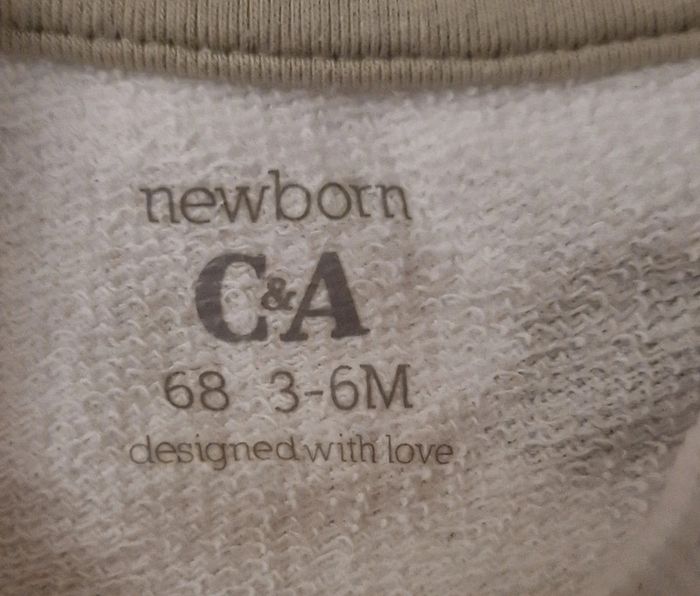 newborn
C&A
68 3-6M
designed with love